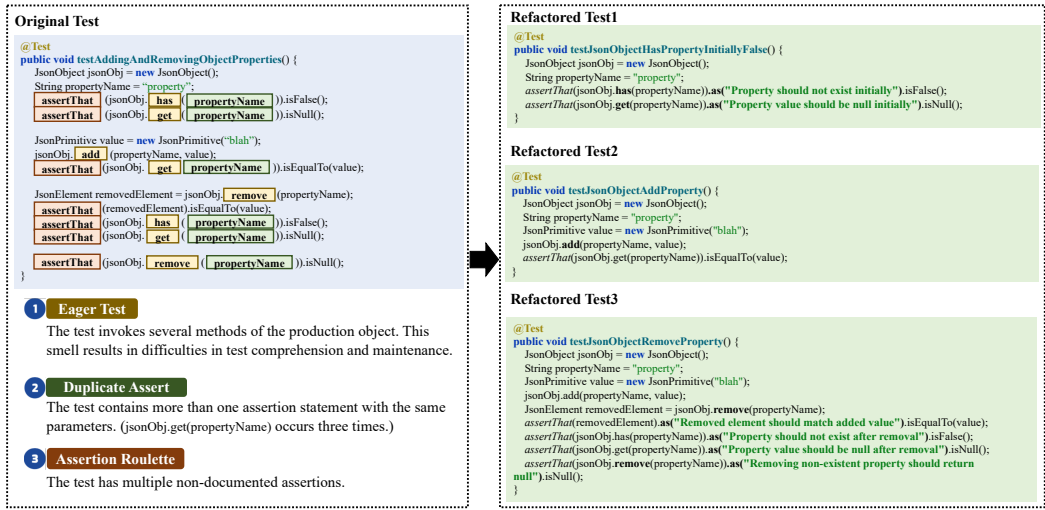 Original Test
@Test
public void testAddingAndRemovingObjectProperties() {
JsonObject jsonObj = new JsonObject();
String propertyName = “property”;
assertThat (jsonObj. has ( propertyName )).isFalse();
assertThat (jsonObj. get ( propertyName )).isNull();
JsonPrimitive value = new JsonPrimitive(“blah”);
jsonObj. add (propertyName, value);
assertThat (jsonObj. get ( propertyName )).isEqualTo(value);
JsonElement removedElement = jsonObj. remove (propertyName);
assertThat (removedElement).isEqualTo(value);
assertThat (jsonObj. has ( propertyName )).isFalse();
assertThat (jsonObj. get ( propertyName )).isNull();
assertThat (jsonObj. remove ( propertyName )).isNull();
}
1 Eager Test
The test invokes several methods of the production object. This
smell results in difficulties in test comprehension and maintenance.
2 Duplicate Assert
The test contains more than one assertion statement with the same
parameters. (jsonObj.get(propertyName) occurs three times.)
3 Assertion Roulette
The test has multiple non-documented assertions.
Refactored Test1
@Test
public void testJsonObjectHasPropertyInitiallyFalse() {
JsonObject jsonObj = new JsonObject();
String propertyName = "property";
assertThat(jsonObj.has(propertyName)).as("Property should not exist initially").isFalse();
assertThat(jsonObj.get(propertyName)).as("Property value should be null initially").isNull();
}
Refactored Test2
@Test
public void testJsonObjectAddProperty() {
JsonObject jsonObj = new JsonObject();
String propertyName = "property";
JsonPrimitive value = new JsonPrimitive("blah");
jsonObj.add(propertyName, value);
assertThat(jsonObj.get(propertyName)).isEqualTo(value);
}
Refactored Test3
@Test
public void testJsonObjectRemoveProperty() {
JsonObject jsonObj = new JsonObject();
String propertyName = "property";
JsonPrimitive value = new JsonPrimitive("blah");
jsonObj.add(propertyName, value);
JsonElement removedElement = jsonObj.remove(propertyName);
assertThat(removedElement).as("Removed element should match added value").isEqualTo(value);
assertThat(jsonObj.has(propertyName)).as("Property should not exist after removal").isFalse();
assertThat(jsonObj.get(propertyName)).as("Property value should be null after removal").isNull();
assertThat(jsonObj.remove(propertyName)).as("Removing non-existent property should return
null").isNull();
}